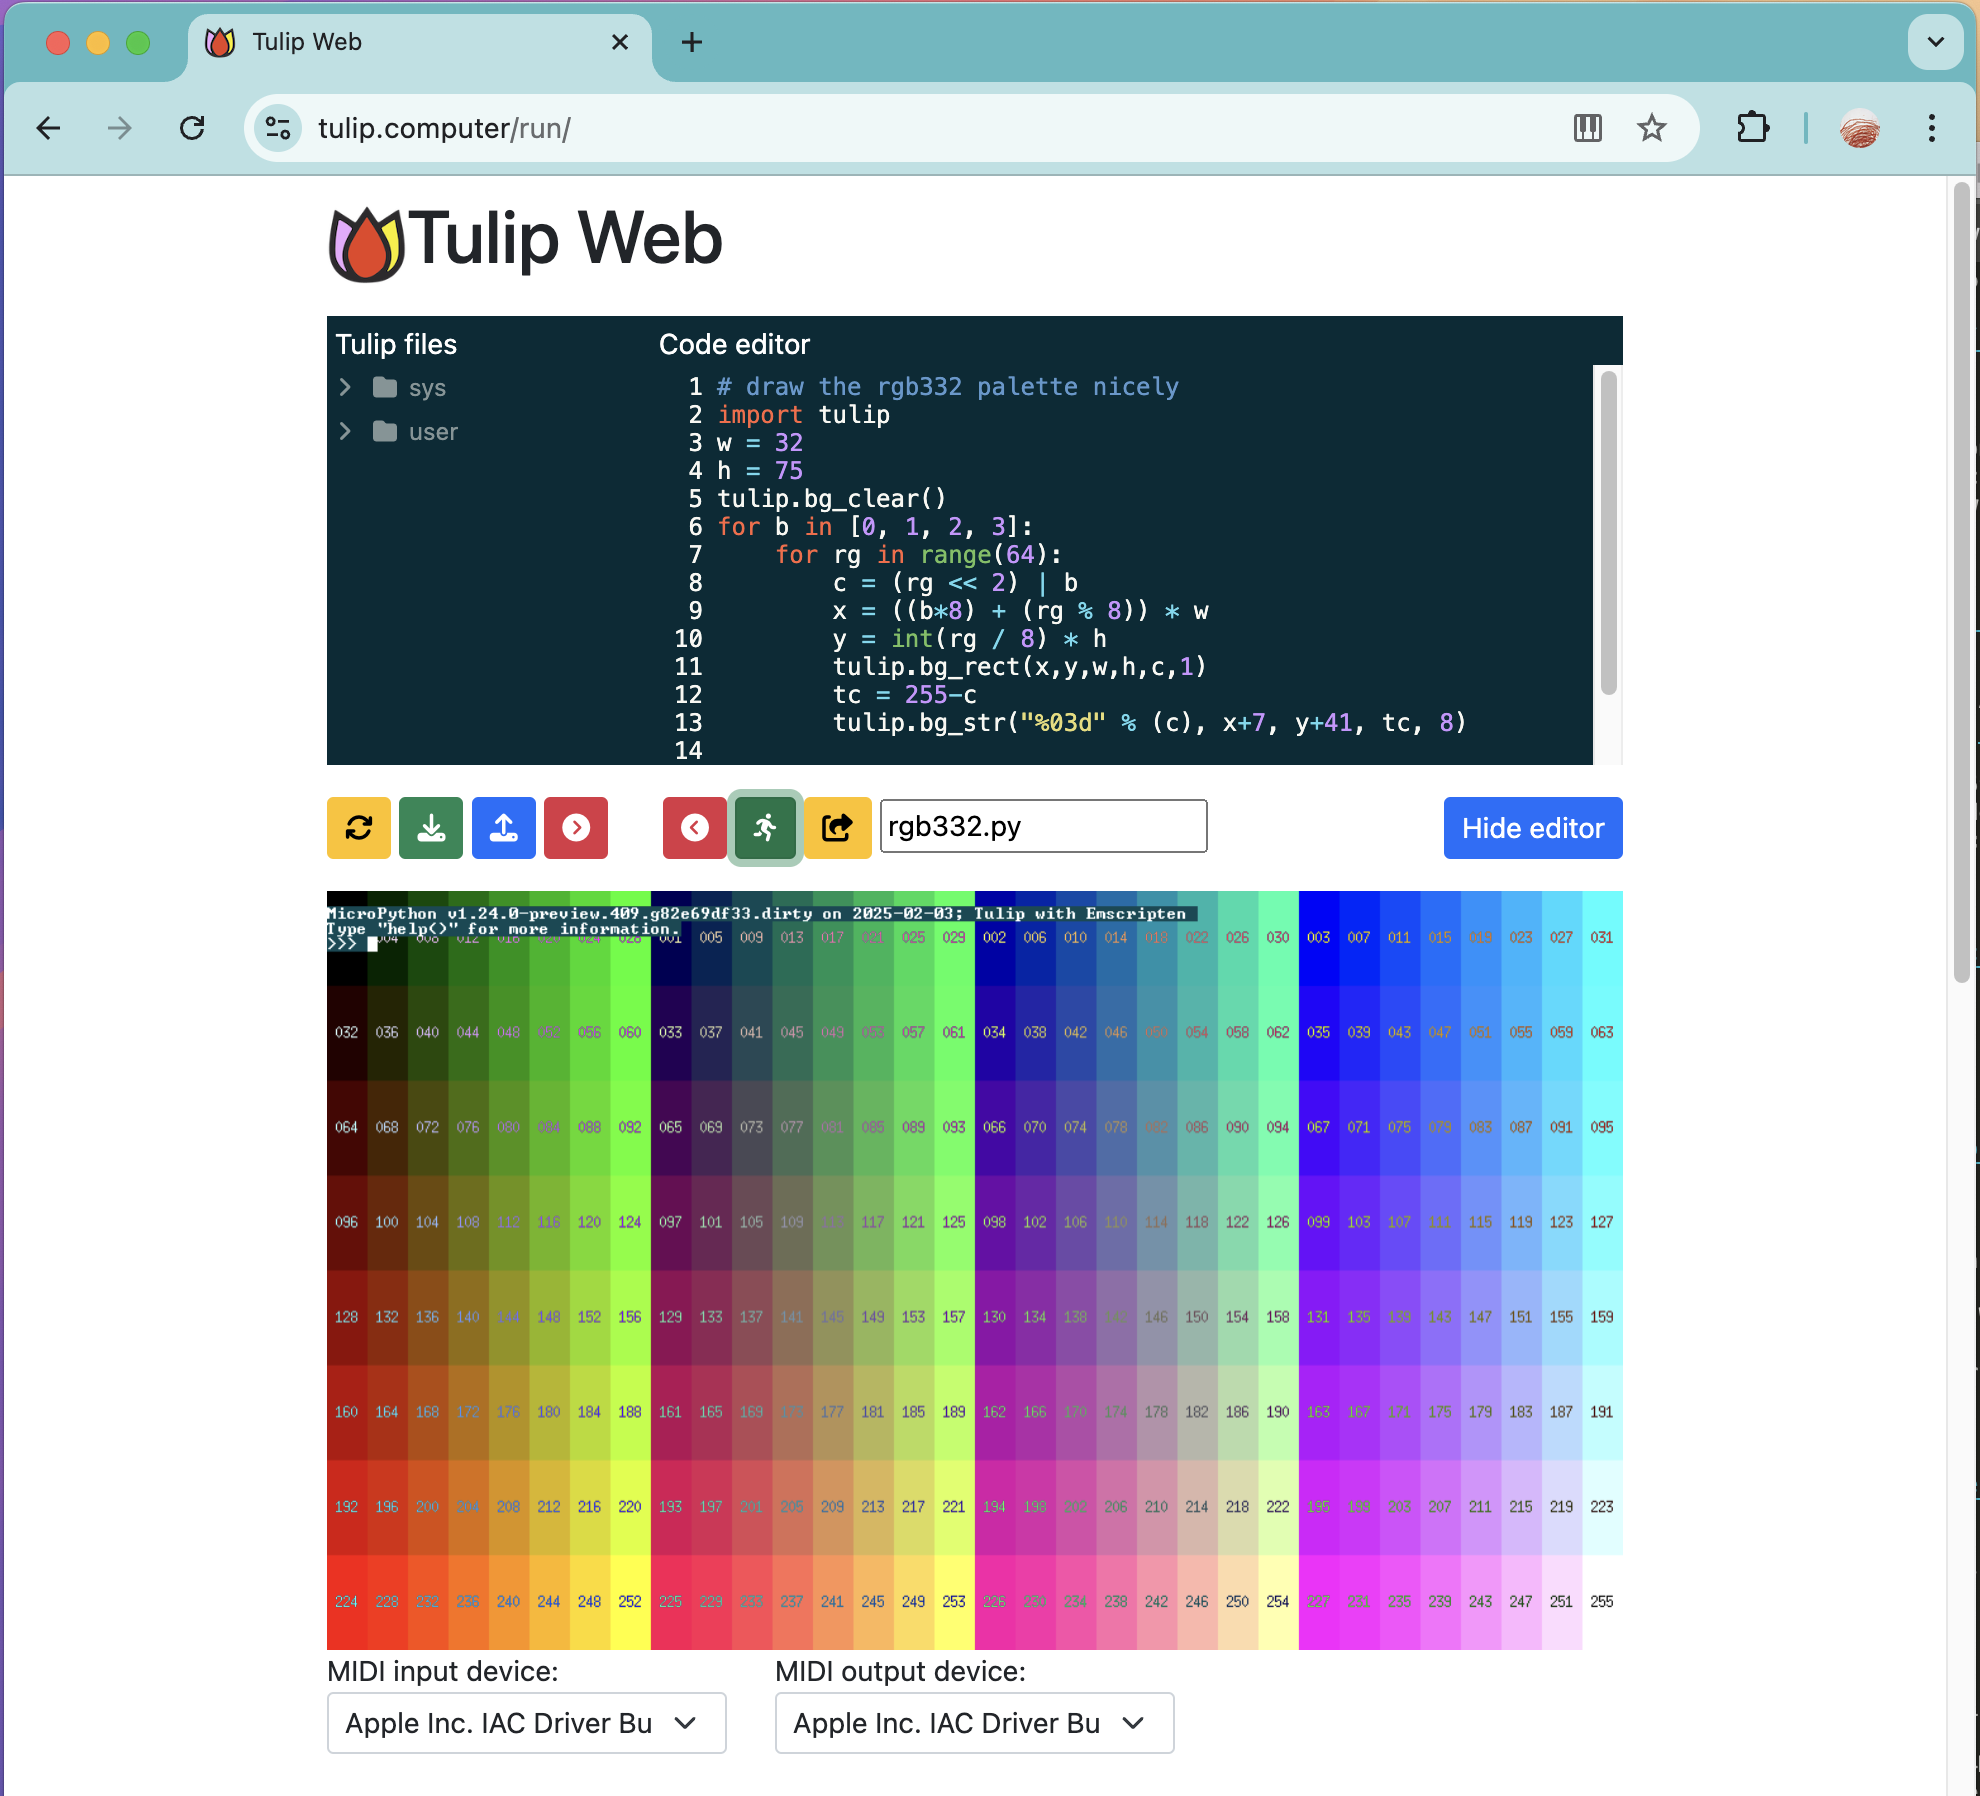 Tulip Web
tulip.computer/run/
Tulip Web
Tulip files
sys
user
Code editor
1 # draw the rgb332 palette nicely
2 import tulip
3 w = 32
4 h = 75
5 tulip.bg_clear()
6 for b in [0, 1, 2, 3]:
7     for rg in range(64):
8         c = (rg << 2) | b
9         x = ((b*8) + (rg % 8)) * w
10         y = int(rg / 8) * h
11         tulip.bg_rect(x,y,w,h,c,1)
12         tc = 255-c
13         tulip.bg_str("%03d" % (c), x+7, y+41, tc, 8)
14
rgb332.py
Hide editor
MicroPython v1.24.0-preview.409.g82e69df33.dirty on 2025-02-03; Tulip with Emscripten
Type "help()" for more information.
>>> 004 008 012 016 020 024 028 001 005 009 013 017 021 025 029 002 006 010 014 018 022 026 030 003 007 011 015 019 023 027 031
032 036 040 044 048 052 056 060 033 037 041 045 049 053 057 061 034 038 042 046 050 054 058 062 035 039 043 047 051 055 059 063
064 068 072 076 080 084 088 092 065 069 073 077 081 085 089 093 066 070 074 078 082 086 090 094 067 071 075 079 083 087 091 095
096 100 104 108 112 116 120 124 097 101 105 109 117 121 125 098 102 106 110 114 118 122 126 099 103 107 111 115 119 123 127
128 132 136 140 144 148 152 156 129 133 137 141 145 149 153 157 130 134 138 146 150 154 158 131 135 139 143 147 151 155 159
160 164 168 172 176 180 184 188 161 165 169 173 177 181 185 189 162 166 170 174 178 182 186 190 163 167 171 175 179 183 187 191
192 196 200 204 208 212 216 220 193 197 201 205 209 213 217 221 194 198 202 206 210 214 218 222 195 199 203 207 211 215 219 223
224 228 232 236 240 244 248 252 225 229 233 237 241 245 249 253 226 230 234 238 242 246 250 254 227 231 235 239 243 247 251 255
MIDI input device:
MIDI output device:
Apple Inc. IAC Driver Bu
Apple Inc. IAC Driver Bu